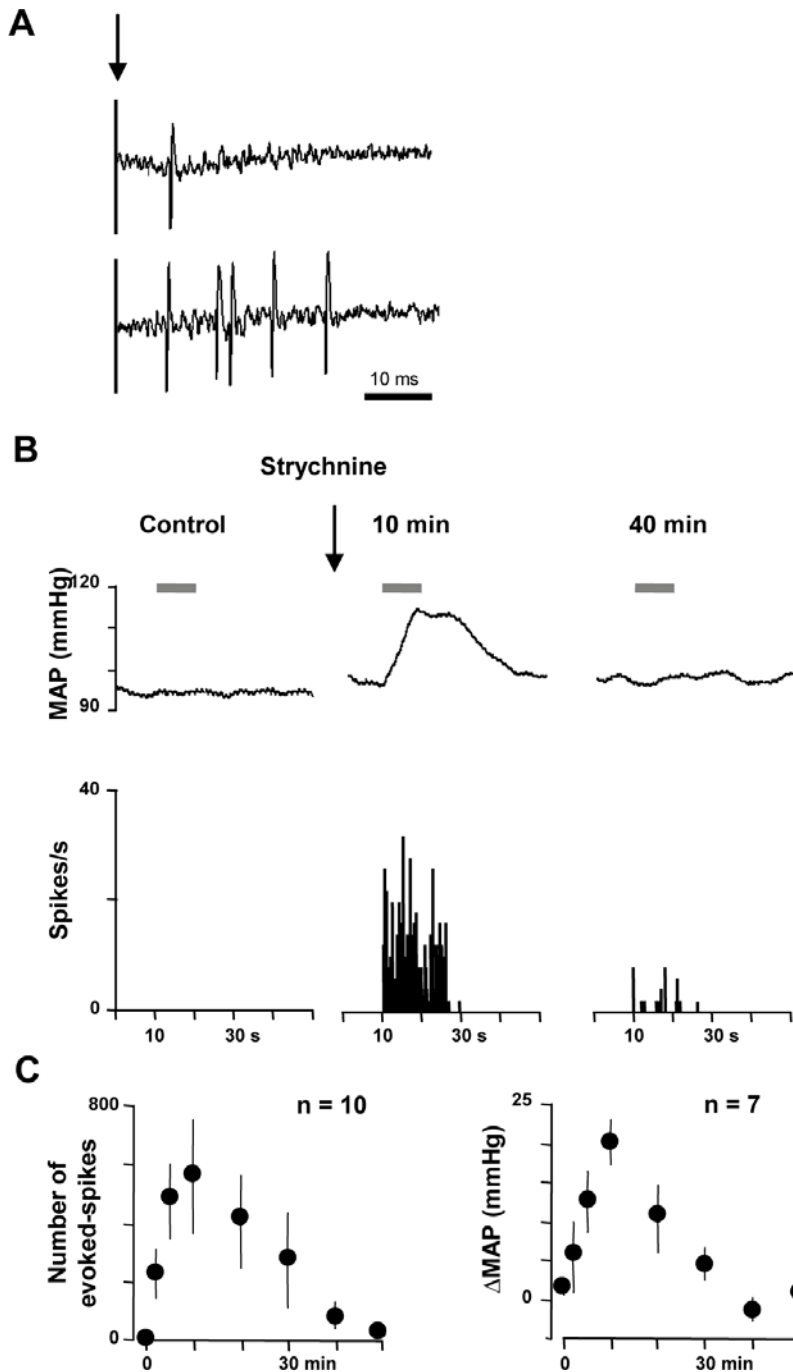 A
10 ms
B
Strychnine
Control
10 min
40 min
MAP (mmHg)
120
90
Spikes/s
40
0
10
30 s
10
30 s
10
30 s
C
Number of
evoked-spikes
800
0
n = 10
0
30 min
ΔMAP (mmHg)
25
0
n = 7
0
30 min